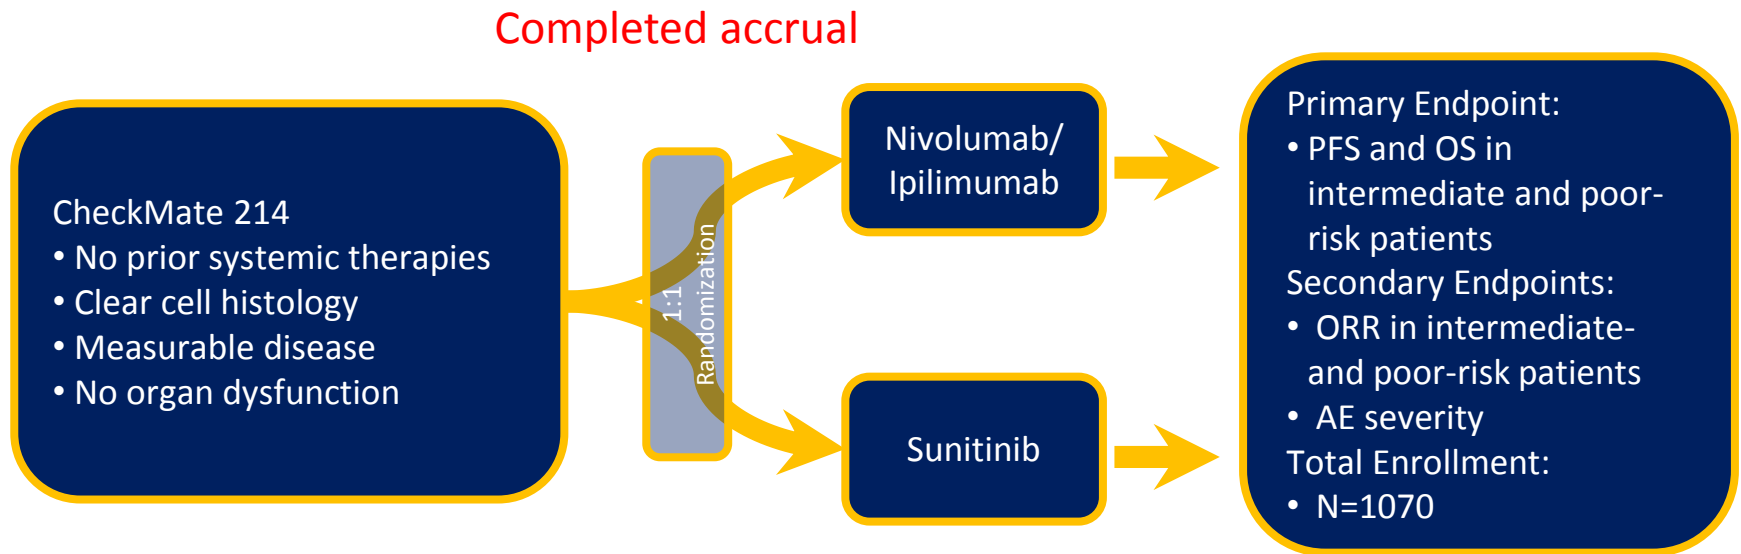 Completed accrual
CheckMate 214
• No prior systemic therapies
• Clear cell histology
• Measurable disease
• No organ dysfunction
1:1
Randomization
Nivolumab/
Ipilimumab
Sunitinib
Primary Endpoint:
• PFS and OS in
intermediate and poor-
risk patients
Secondary Endpoints:
• ORR in intermediate-
and poor-risk patients
• AE severity
Total Enrollment:
• N=1070